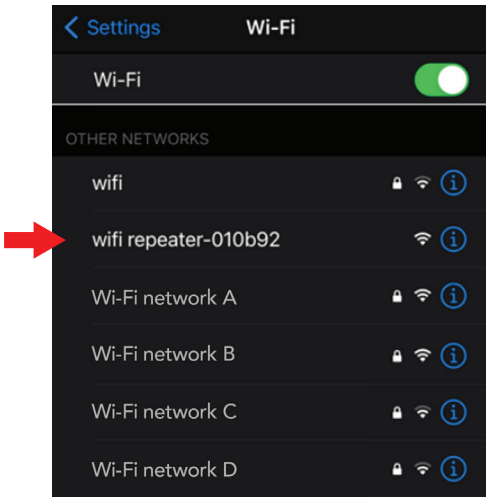 Settings Wi-Fi
Wi-Fi
OTHER NETWORKS
wifi
wifi repeater-010b92
Wi-Fi network A
Wi-Fi network B
Wi-Fi network C
Wi-Fi network D